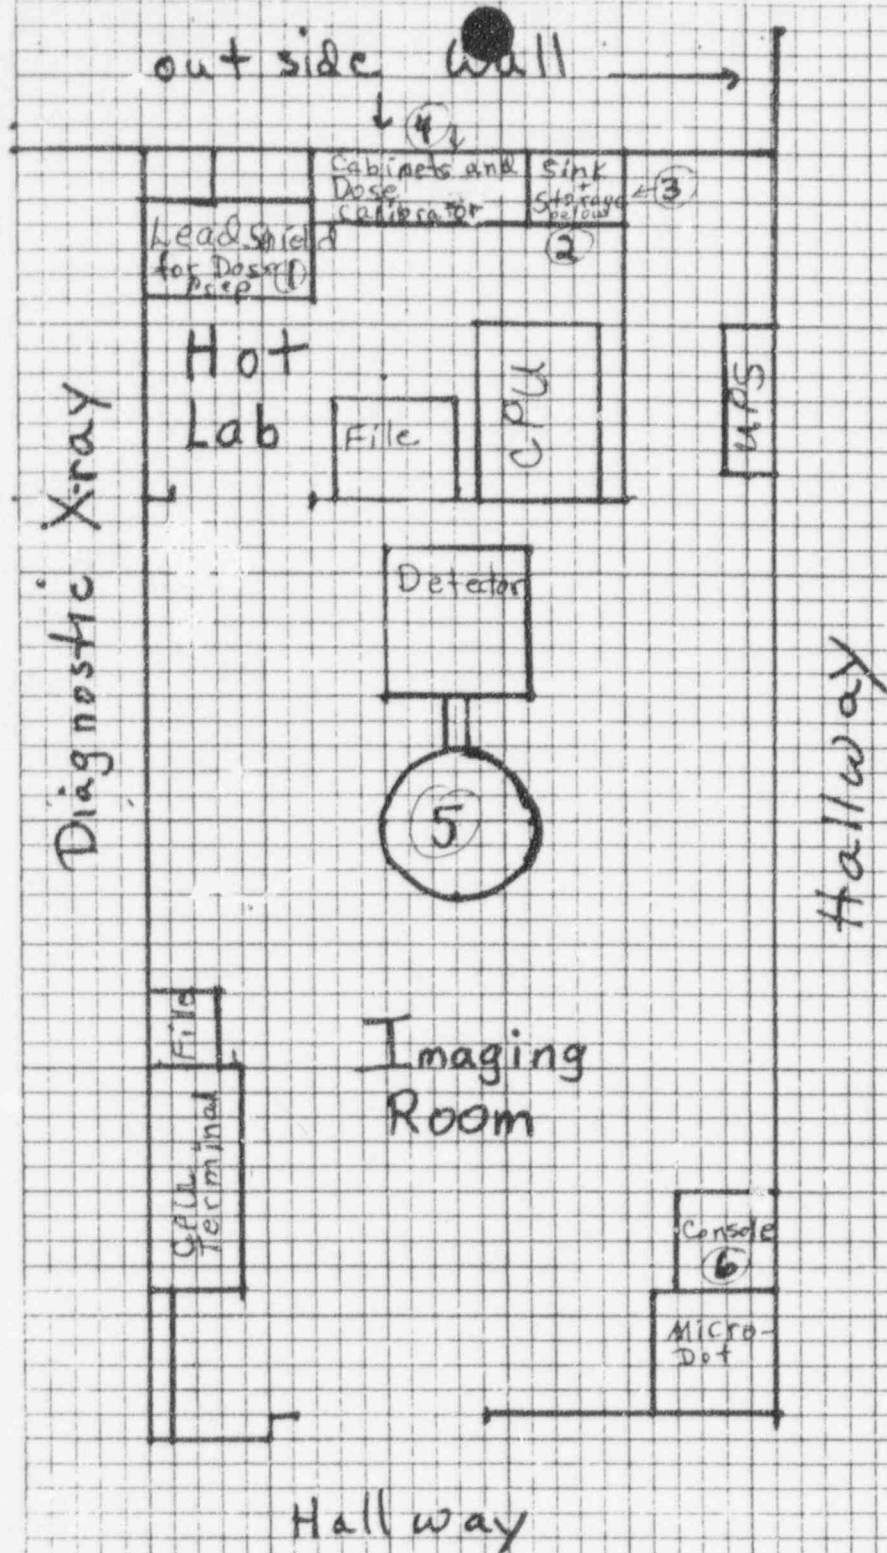 out side wall
4
Cabinets and
Dose
Calibrator
Sink
+
Storage
below
3
2
Lead Shield
for Dose
Prep 1
Hot
Lab
File
CPU
UPS
Diagnostic X-ray
Detector
5
Hallway
File
Imaging
Room
CPU
Terminal
Console
6
Micro-
Dot
Hallway